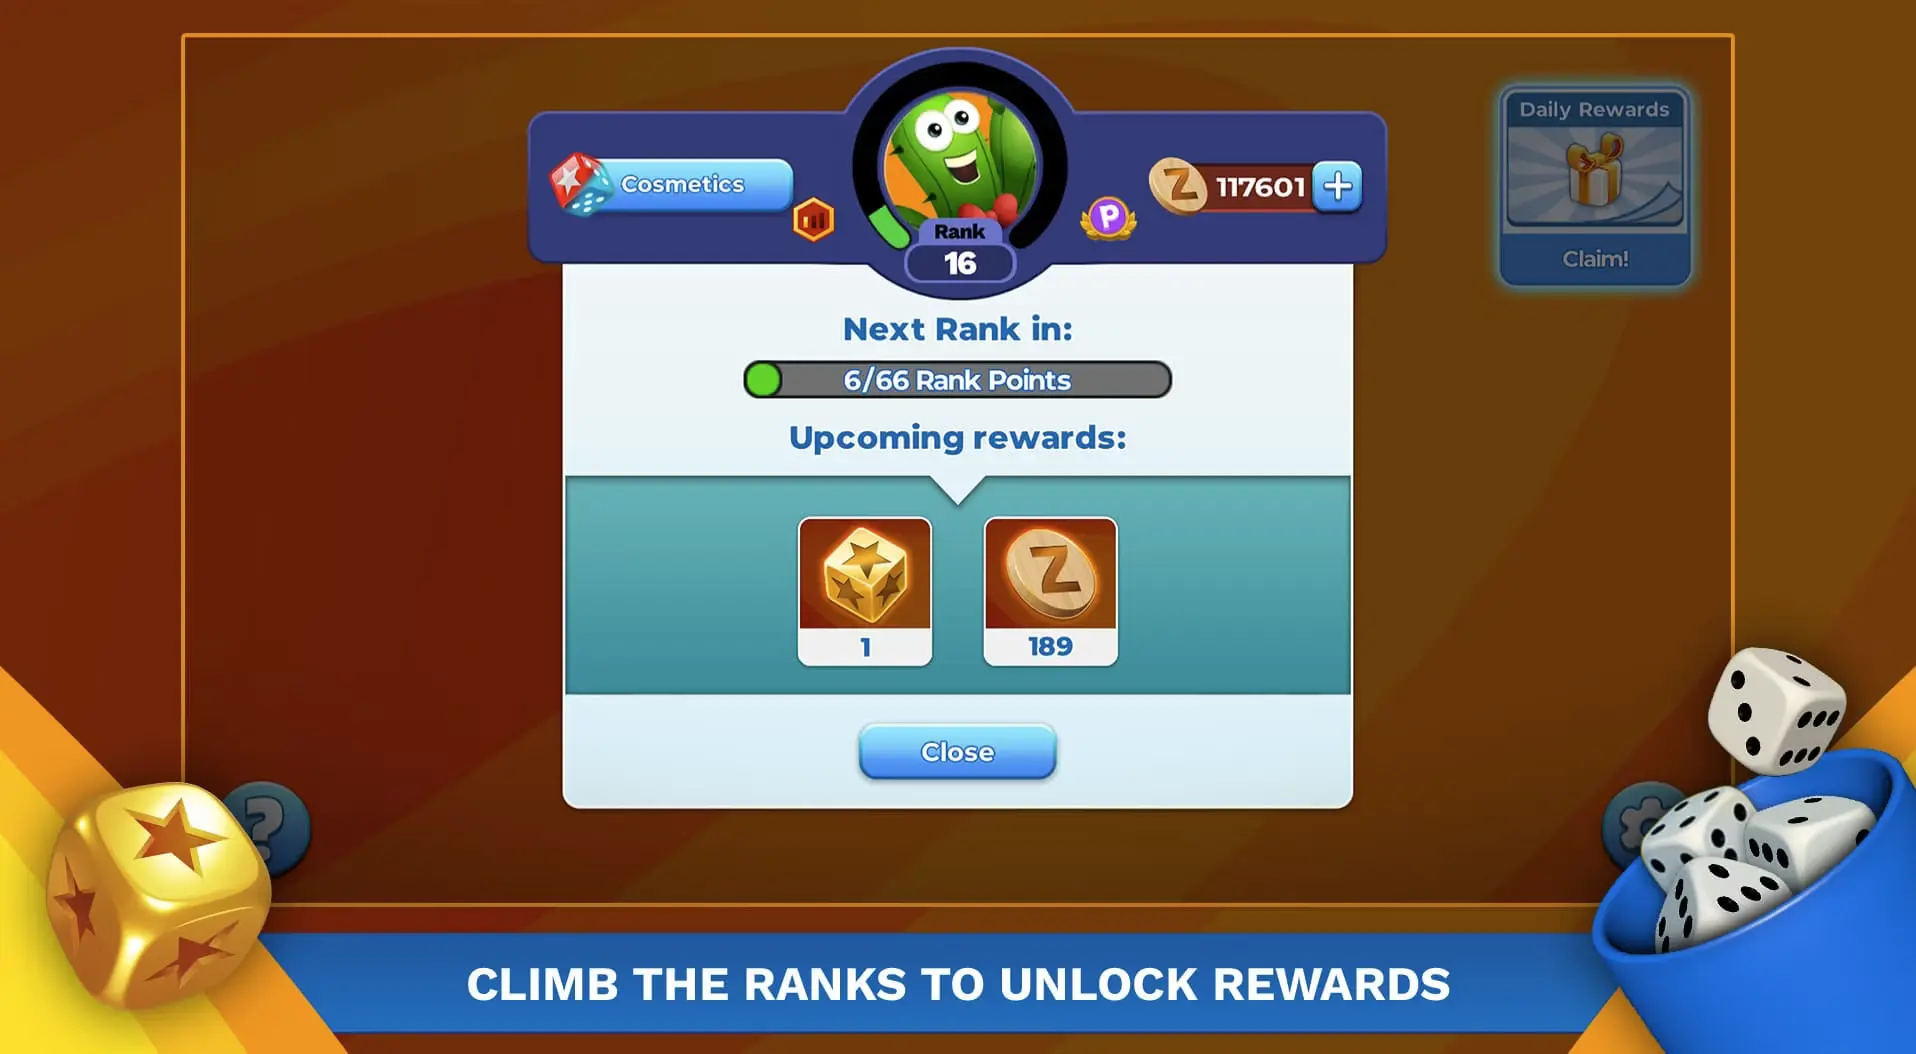 Daily Rewards
Claim!
Cosmetics
P
Z
117601
+
Rank
16
Next Rank in:
6/66 Rank Points
Upcoming rewards:
Z
1
189
Close
?
CLIMB THE RANKS TO UNLOCK REWARDS